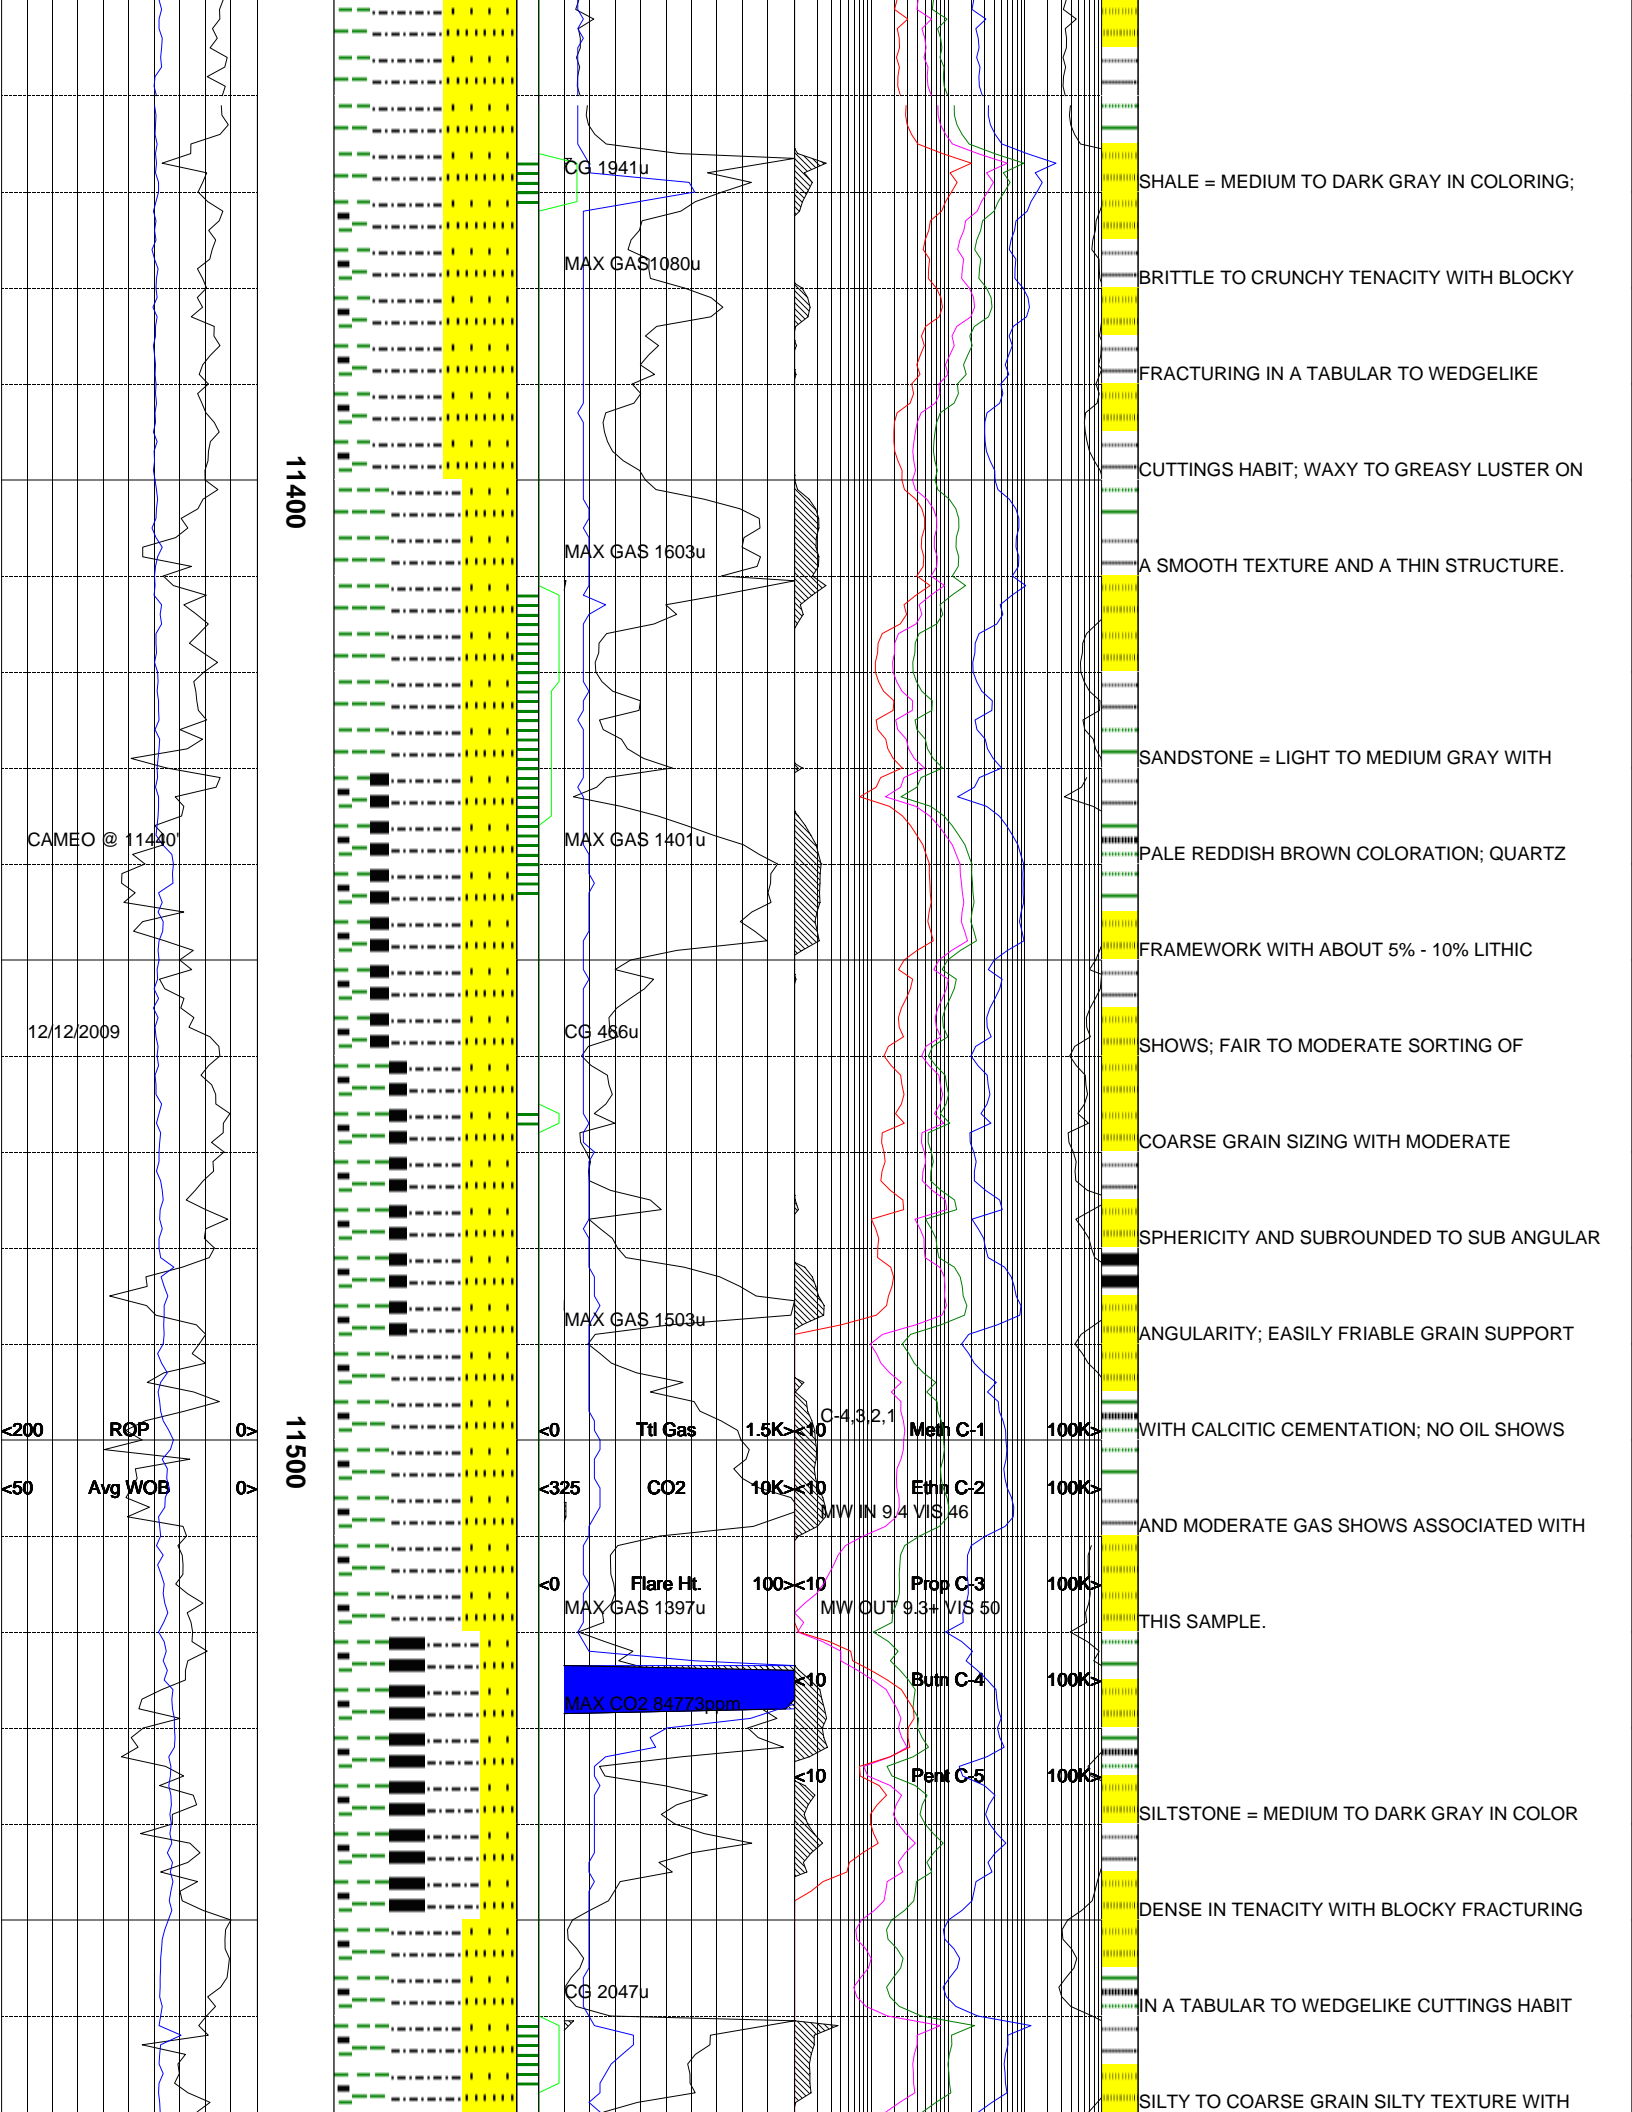 CG 1941u
SHALE = MEDIUM TO DARK GRAY IN COLORING;
MAX GAS1080u
BRITTLE TO CRUNCHY TENACITY WITH BLOCKY
FRACTURING IN A TABULAR TO WEDGELIKE
CUTTINGS HABIT; WAXY TO GREASY LUSTER ON
11400
MAX GAS 1603u
A SMOOTH TEXTURE AND A THIN STRUCTURE.
SANDSTONE = LIGHT TO MEDIUM GRAY WITH
CAMEO @ 11440'
MAX GAS 1401u
PALE REDDISH BROWN COLORATION; QUARTZ
FRAMEWORK WITH ABOUT 5% - 10% LITHIC
12/12/2009
CG 466u
SHOWS; FAIR TO MODERATE SORTING OF
COARSE GRAIN SIZING WITH MODERATE
SPHERICITY AND SUBROUNDED TO SUB ANGULAR
MAX GAS 1503u
ANGULARITY; EASILY FRIABLE GRAIN SUPPORT
C-4,3,2,1
<200 ROP 0>
11500
<0 Ttl Gas 1.5K>
<10 Meth C-1 100K>
WITH CALCITIC CEMENTATION; NO OIL SHOWS
<50 Avg WOB 0>
<325 CO2 10K>
<10 Ethn C-2 100K>
MW IN 9.4 VIS 46
AND MODERATE GAS SHOWS ASSOCIATED WITH
<0 Flare Ht. 100>
<10 Prop C-3 100K>
MAX GAS 1397u
MW OUT 9.3+ VIS 50
THIS SAMPLE.
<10 Butn C-4 100K>
MAX CO2 84773ppm
<10 Pent C-5 100K>
SILTSTONE = MEDIUM TO DARK GRAY IN COLOR
DENSE IN TENACITY WITH BLOCKY FRACTURING
CG 2047u
IN A TABULAR TO WEDGELIKE CUTTINGS HABIT
SILTY TO COARSE GRAIN SILTY TEXTURE WITH